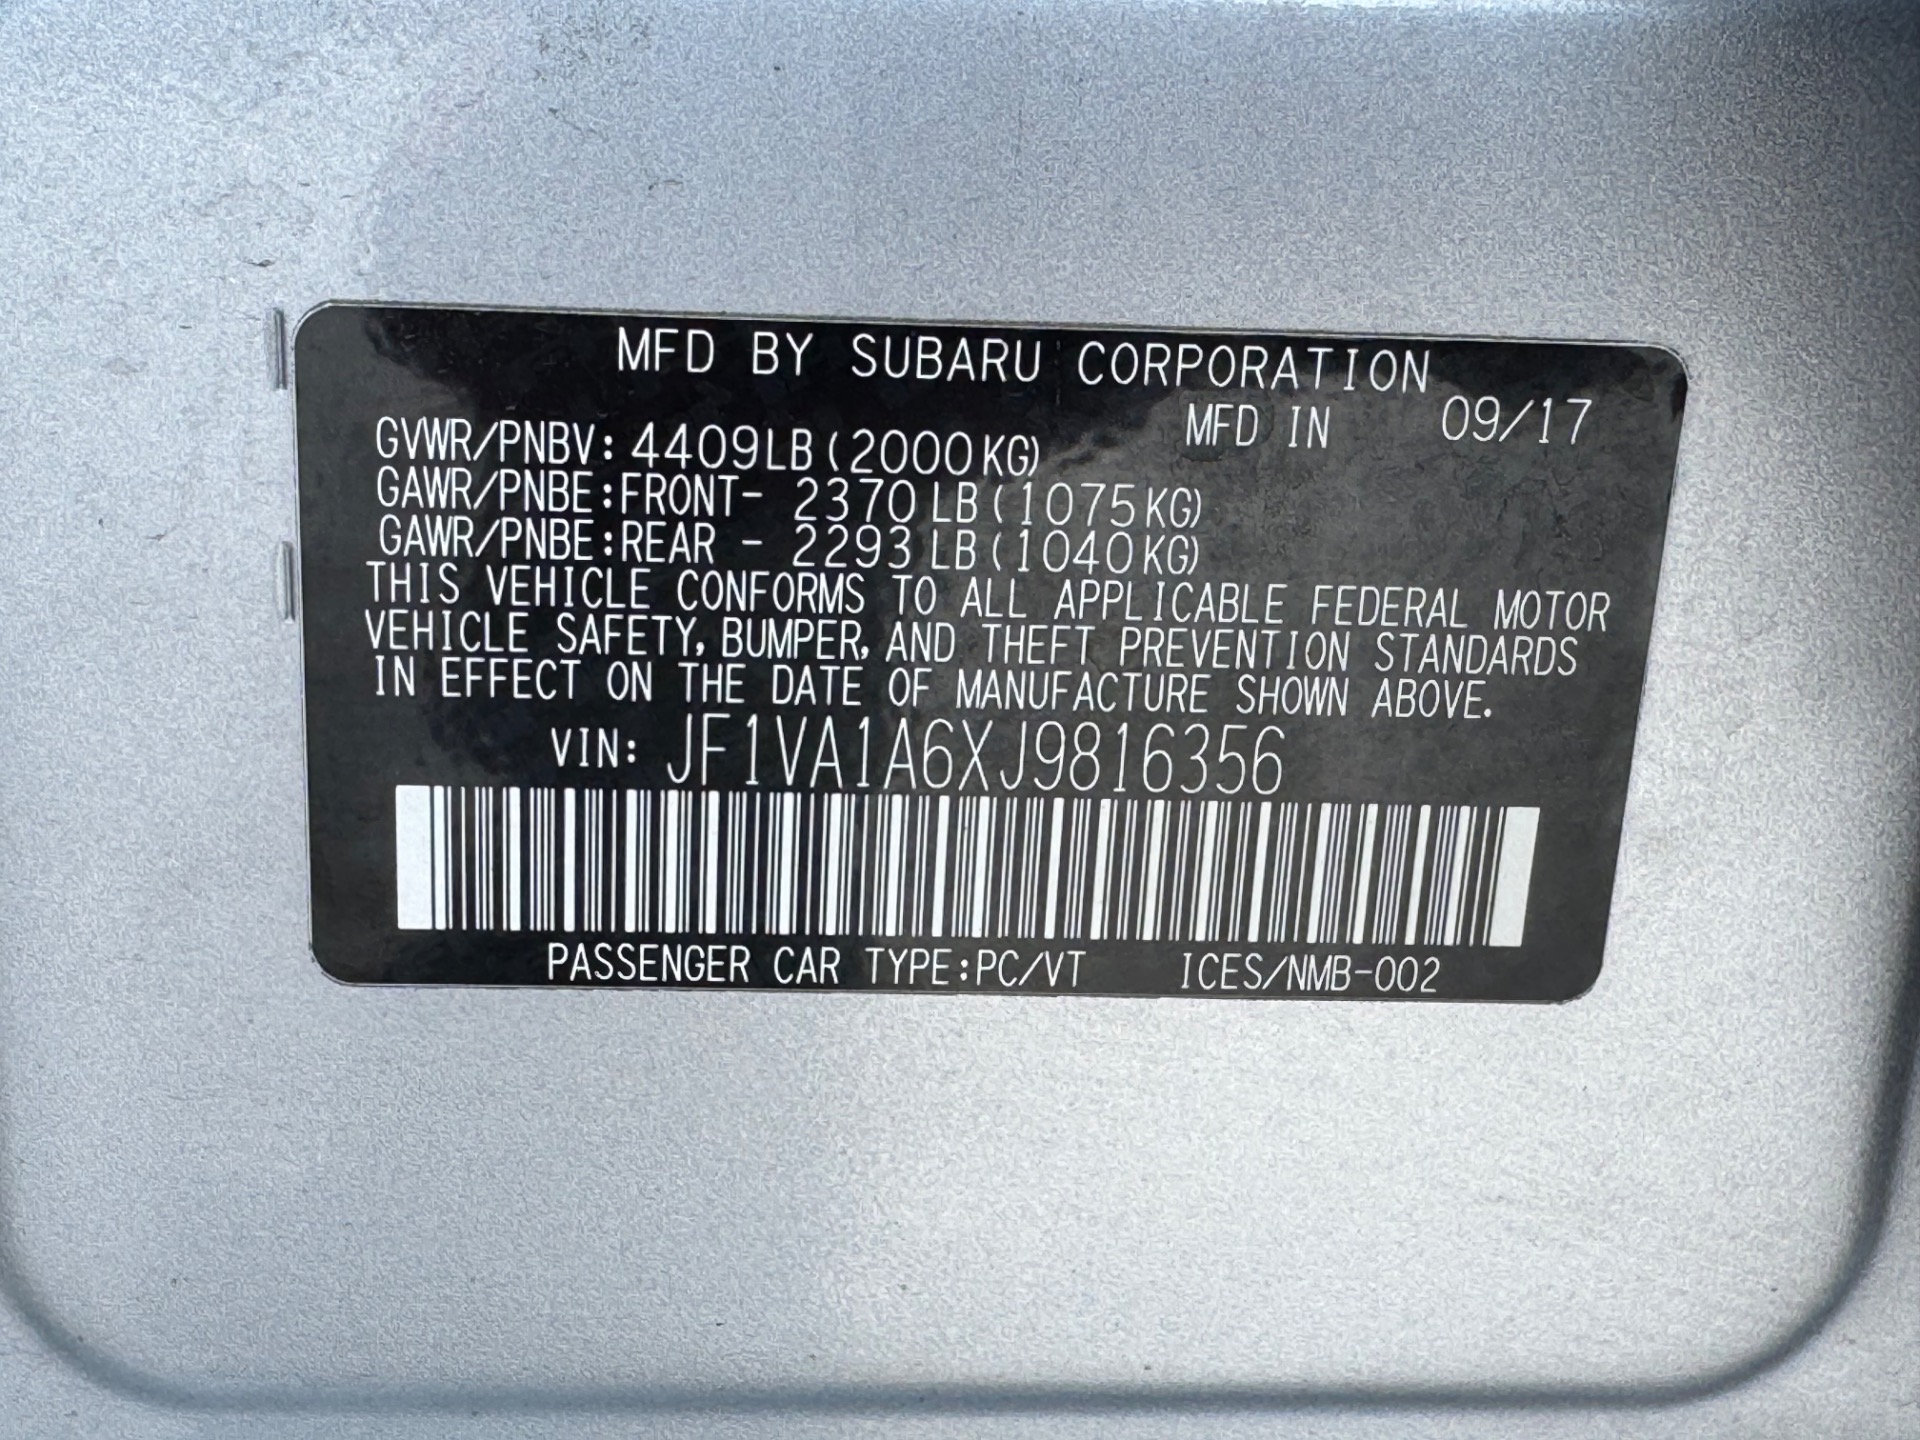 MFD BY SUBARU CORPORATION
MFD IN 09/17
GVWR/PNBV: 4409LB (2000KG)
GAWR/PNBE:FRONT- 2370 LB (1075KG)
GAWR/PNBE:REAR - 2293 LB (1040KG)
THIS VEHICLE CONFORMS TO ALL APPLICABLE FEDERAL MOTOR
VEHICLE SAFETY, BUMPER, AND THEFT PREVENTION STANDARDS
IN EFFECT ON THE DATE OF MANUFACTURE SHOWN ABOVE.
VIN: JF1VA1A6XJ9816356
PASSENGER CAR TYPE:PC/VT ICES/NMB-002